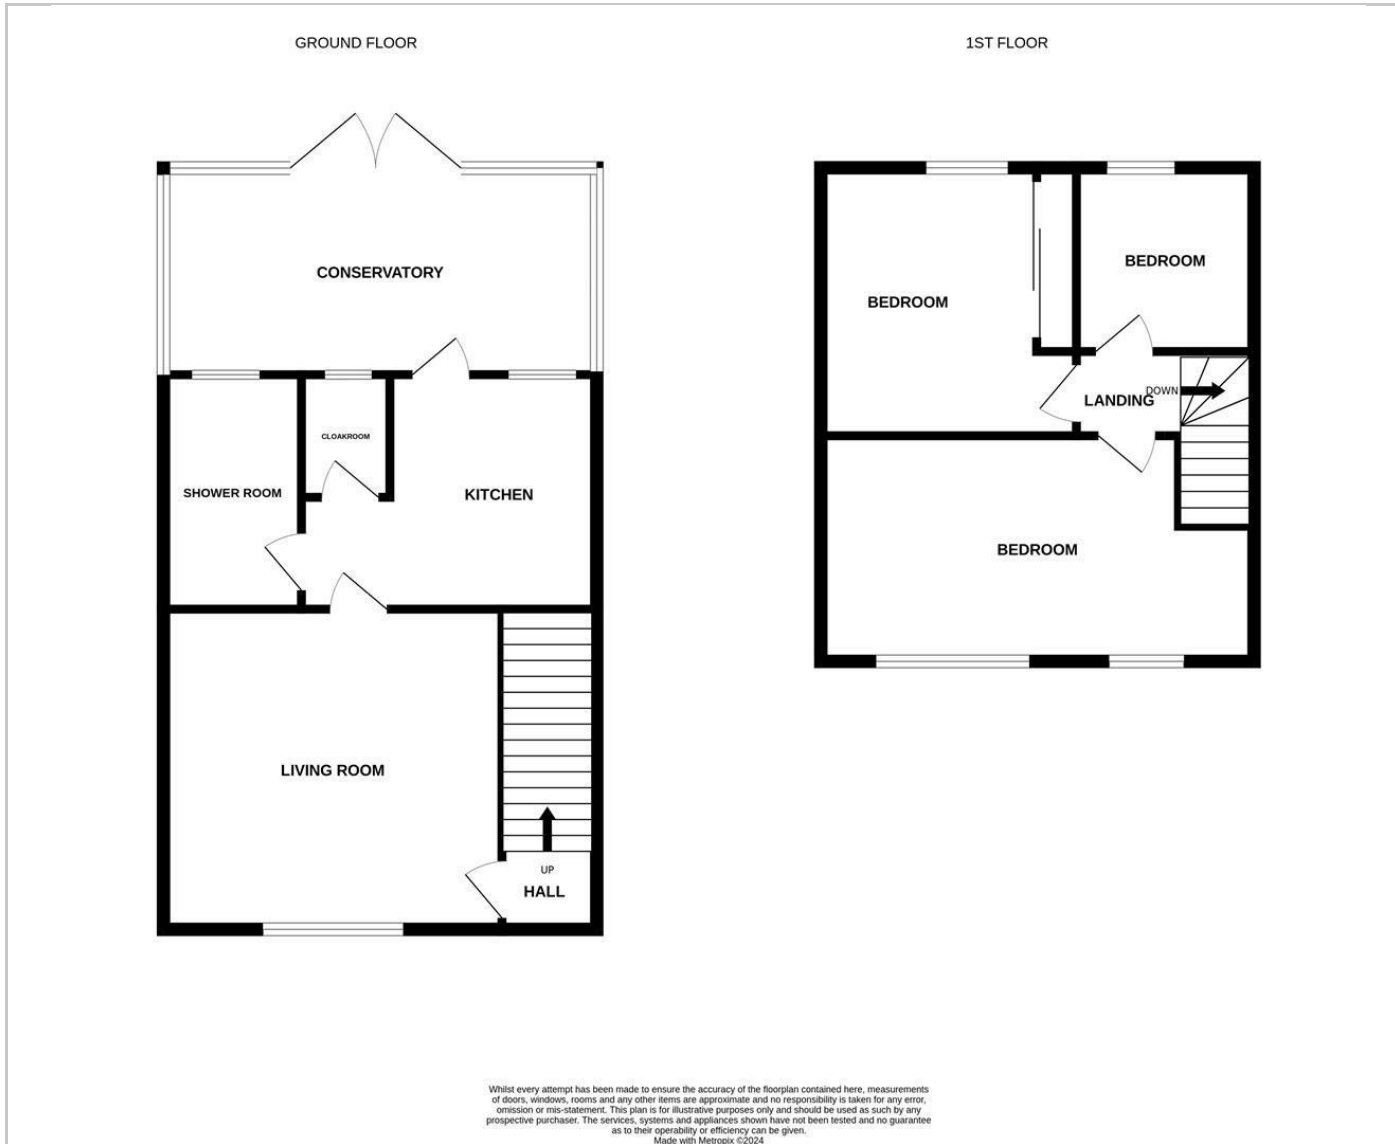 GROUND FLOOR
1ST FLOOR
CONSERVATORY
CLOAKROOM
SHOWER ROOM
KITCHEN
LIVING ROOM
UP
HALL
BEDROOM
BEDROOM
DOWN
LANDING
BEDROOM
Whilst every attempt has been made to ensure the accuracy of the floorplan contained here, measurements
of doors, windows, rooms and any other items are approximate and no responsibility is taken for any error,
omission or mis-statement. This plan is for illustrative purposes only and should be used as such by any
prospective purchaser. The services, systems and appliances shown have not been tested and no guarantee
as to their operability or efficiency can be given.
Made with Metropix ©2024